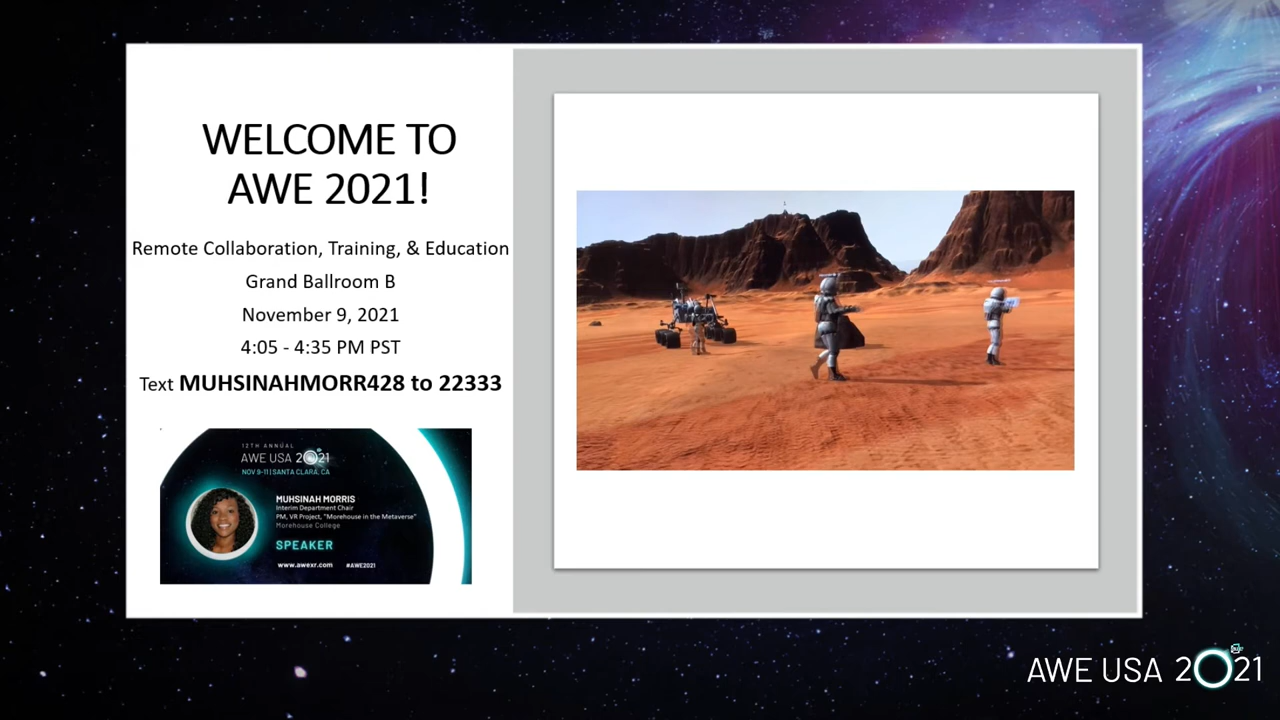 WELCOME TO
AWE 2021!
Remote Collaboration, Training, & Education
Grand Ballroom B
November 9, 2021
4:05 - 4:35 PM PST
Text MUHSINAHMORR428 to 22333
12TH ANNUAL
AWE USA 2021
NOV 9-11 | SANTA CLARA, CA
MUHSINAH MORRIS
Interim Department Chair
PM, VR Project, "Morehouse in the Metaverse"
Morehouse College
SPEAKER
www.awexr.com #AWE2021
AWE USA 2021